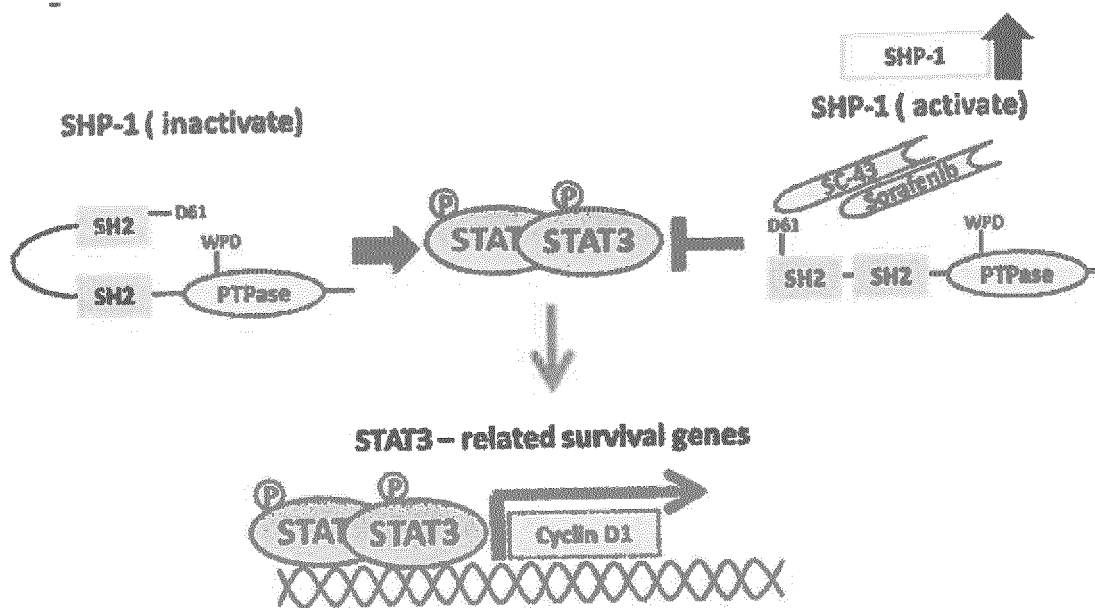 SHP-1
SHP-1 ( activate)
SHP-1 ( inactivate)
SC-43
Sorafenib
SH2
D61
WPD
SH2
PTPase
P
P
STAT
STAT3
D61
WPD
SH2
SH2
PTPase
STAT3 – related survival genes
P
P
STAT
STAT3
Cyclin D1